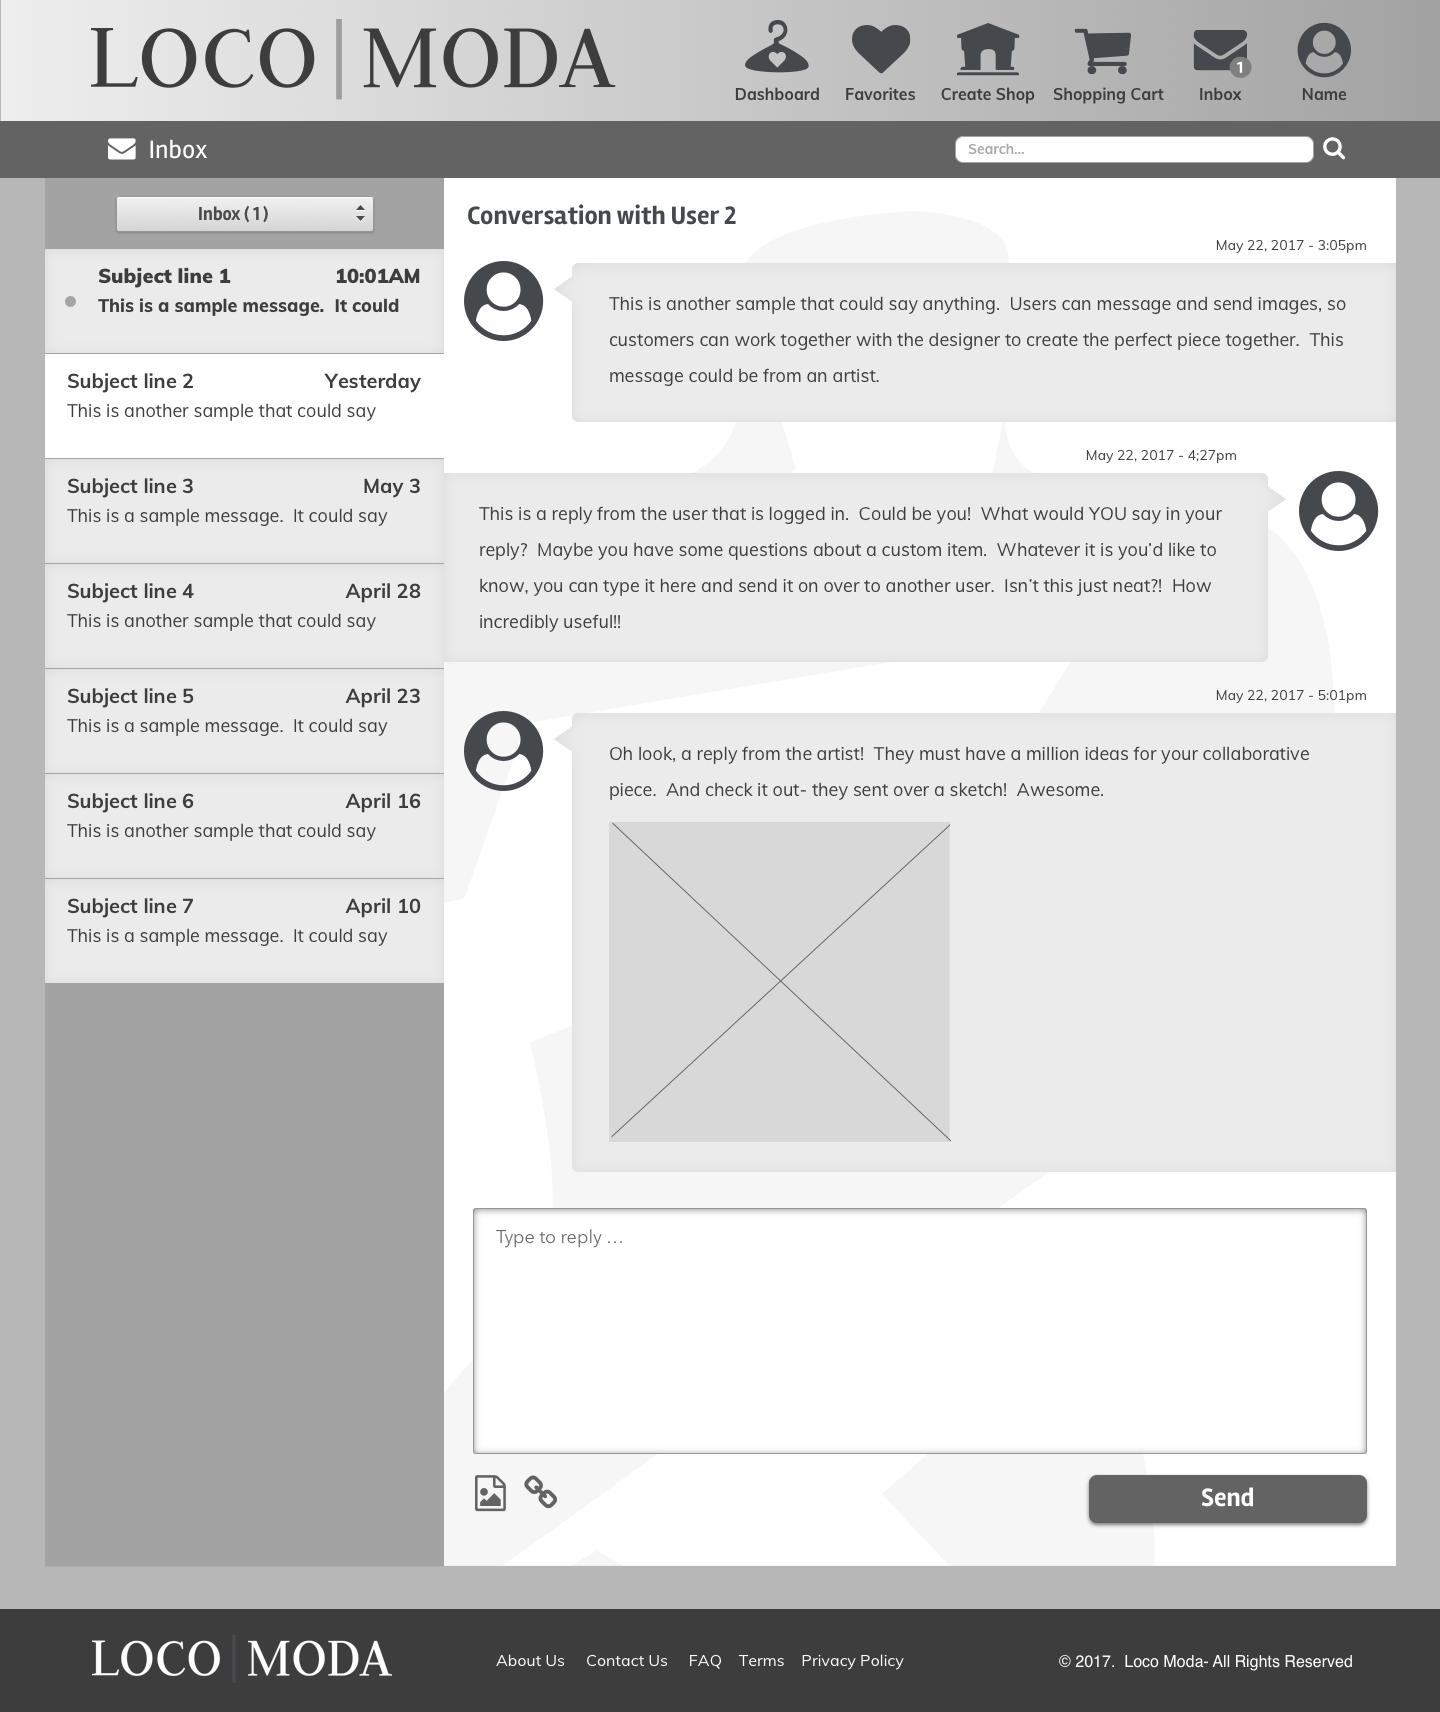 LOCO | MODA
Dashboard Favorites Create Shop Shopping Cart Inbox Name
1
Inbox
Search...
Inbox (1)
Subject line 1 10:01AM
This is a sample message. It could
Subject line 2 Yesterday
This is another sample that could say
Subject line 3 May 3
This is a sample message. It could say
Subject line 4 April 28
This is another sample that could say
Subject line 5 April 23
This is a sample message. It could say
Subject line 6 April 16
This is another sample that could say
Subject line 7 April 10
This is a sample message. It could say
Conversation with User 2
May 22, 2017 - 3:05pm
This is another sample that could say anything. Users can message and send images, so
customers can work together with the designer to create the perfect piece together. This
message could be from an artist.
May 22, 2017 - 4;27pm
This is a reply from the user that is logged in. Could be you! What would YOU say in your
reply? Maybe you have some questions about a custom item. Whatever it is you'd like to
know, you can type it here and send it on over to another user. Isn't this just neat?! How
incredibly useful!!
May 22, 2017 - 5:01pm
Oh look, a reply from the artist! They must have a million ideas for your collaborative
piece. And check it out- they sent over a sketch! Awesome.
Type to reply ...
Send
LOCO | MODA
About Us Contact Us FAQ Terms Privacy Policy
© 2017. Loco Moda- All Rights Reserved